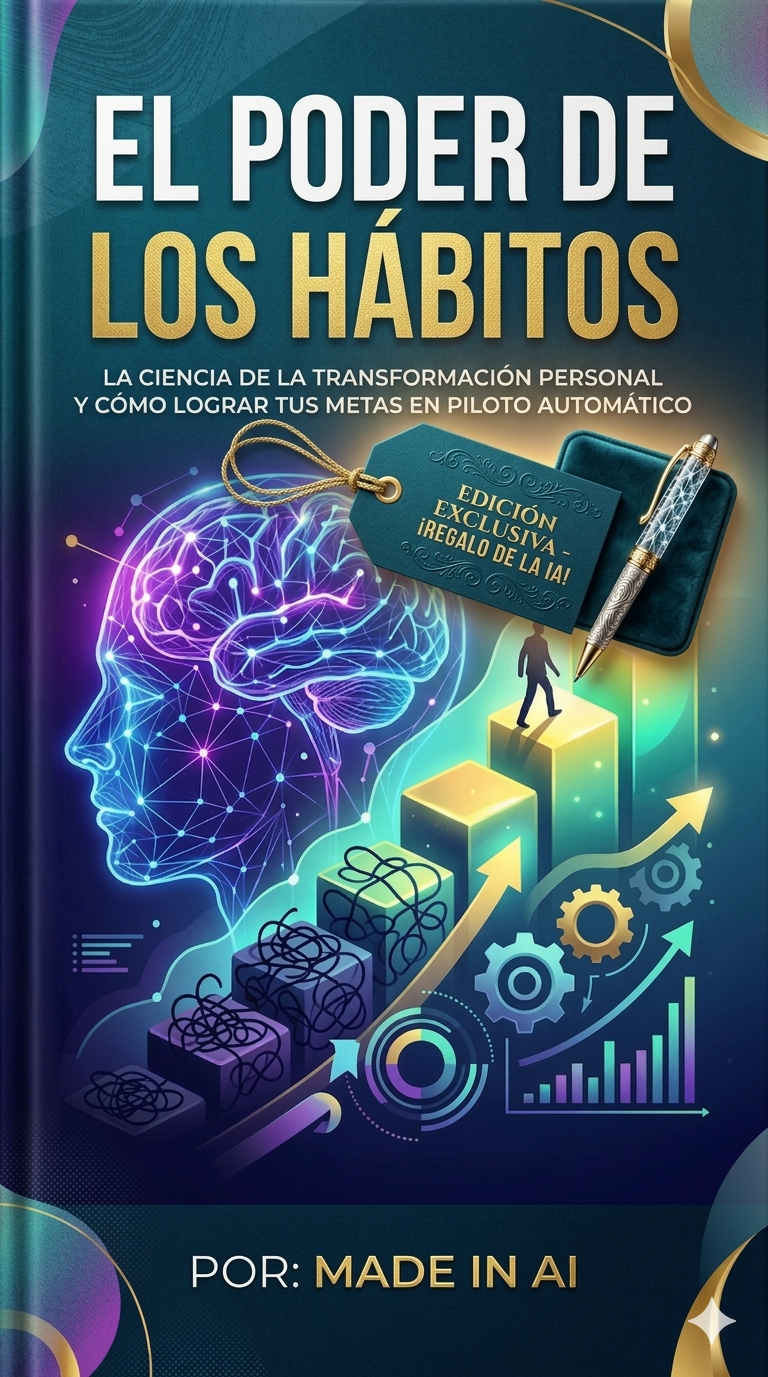 EL PODER DE
LOS HÁBITOS
LA CIENCIA DE LA TRANSFORMACIÓN PERSONAL
Y CÓMO LOGRAR TUS METAS EN PILOTO AUTOMÁTICO
EDICIÓN
EXCLUSIVA -
¡REGALO DE LA IA!
POR: MADE IN AI